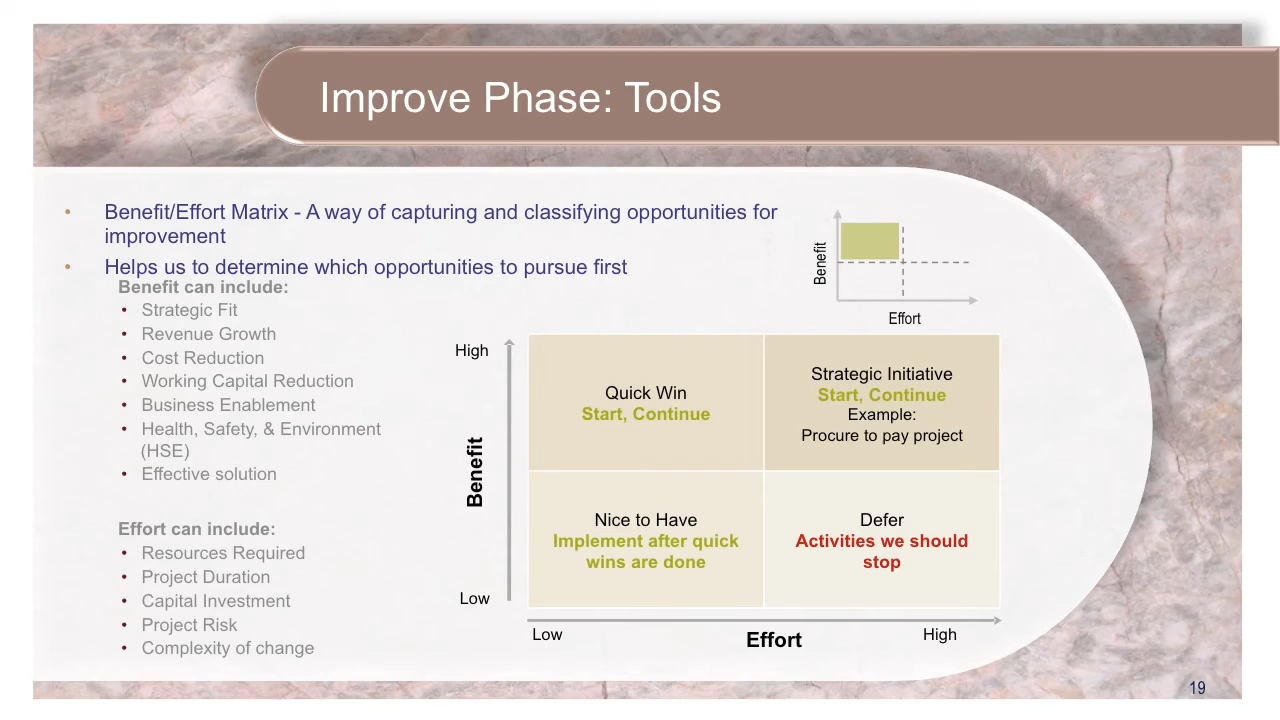 Improve Phase: Tools
• Benefit/Effort Matrix - A way of capturing and classifying opportunities for
improvement
• Helps us to determine which opportunities to pursue first
Benefit can include:
• Strategic Fit
• Revenue Growth
• Cost Reduction
• Working Capital Reduction
• Business Enablement
• Health, Safety, & Environment
(HSE)
• Effective solution
Effort can include:
• Resources Required
• Project Duration
• Capital Investment
• Project Risk
• Complexity of change
Benefit
Effort
High
Benefit
Low
Quick Win
Start, Continue
Strategic Initiative
Start, Continue
Example:
Procure to pay project
Nice to Have
Implement after quick
wins are done
Defer
Activities we should
stop
Low
Effort
High
19